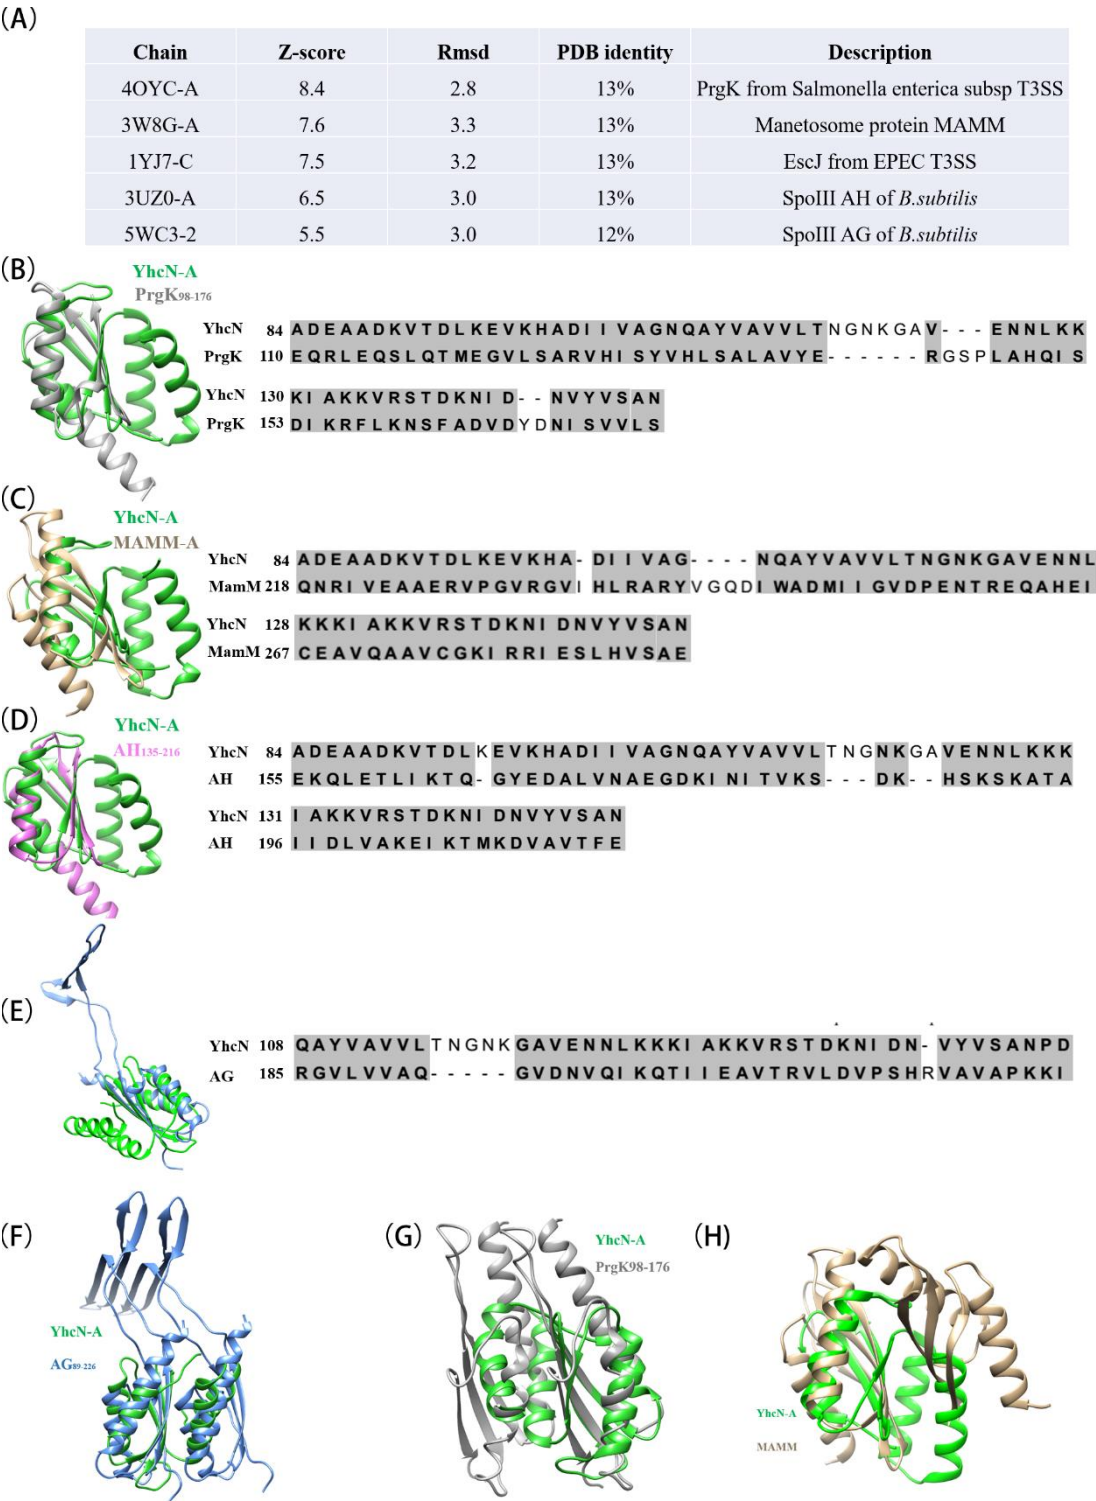 (A)
Chain Z-score Rmsd PDB identity Description
4OYC-A 8.4 2.8 13% PrgK from Salmonella enterica subsp T3SS
3W8G-A 7.6 3.3 13% Manetosome protein MAMM
1YJ7-C 7.5 3.2 13% EscJ from EPEC T3SS
3UZ0-A 6.5 3.0 13% SpoIII AH of B.subtilis
5WC3-2 5.5 3.0 12% SpoIII AG of B.subtilis
(B)
YhcN-A
PrgK98-176
YhcN 84 ADEAADKVTDLKEVKHADIIVAGNQAYVAVVLTNGNKGAV---ENNLKK
PrgK 110 EQRLEQSLQTMEGVLSARVHISYVHLSALAVYE------RGSPLAHQIS
YhcN 130 KIAKKVRSTDKNID--NVYVSAN
PrgK 153 DIKRFLKNSFADVDYDNISVVLS
(C)
YhcN-A
MAMM-A
YhcN 84 ADEAADKVTDLKEVKHA-DIIVAG----NQAYVAVVLTNGNKGAVENNL
MamM 218 QNRIVEAAERVPGVRGVIHLRARYVGQDIWADMIIGVDPENTREQAHEI
YhcN 128 KKKIAKKVRSTDKNIDNVYVSAN
MamM 267 CEAVQAAVCGKIRRIESLHVSAE
(D)
YhcN-A
AH135-216
YhcN 84 ADEAADKVTDLKEVKHADIIVAGNQAYVAVVLTNGNKGAVENNLKKK
AH 155 EKQLETLIKTQ-GYEDALVNAEGDKINITVKS---DK--HSKSKATA
YhcN 131 IAKKVRSTDKNIDNVYVSAN
AH 196 IIDLVAKEIKTMKDVAVTFE
(E)
YhcN 108 QAYVAVVLTNGNKGAVENNLKKKIAKKVRSTDKNIDN-VYVSANPD
AG 185 RGVLVVAQ-----GVDNVQIKQTIIEAVTRVLDVPSHRVAVAPKKI
(F)
YhcN-A
AG89-226
(G)
YhcN-A
PrgK98-176
(H)
YhcN-A
MAMM